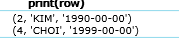 print(row)
(2, 'KIM', '1990-00-00')
(4, 'CHOI', '1999-00-00')